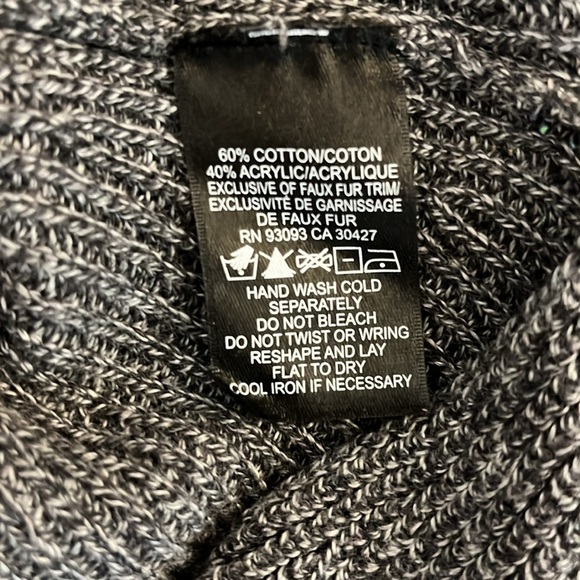 60% COTTON/COTON
40% ACRYLIC/ACRYLIQUE
EXCLUSIVE OF FAUX FUR TRIM/
EXCLUSIVITÉ DE GARNISSAGE
DE FAUX FUR
RN 93093 CA 30427
HAND WASH COLD
SEPARATELY
DO NOT BLEACH
DO NOT TWIST OR WRING
RESHAPE AND LAY
FLAT TO DRY
COOL IRON IF NECESSARY